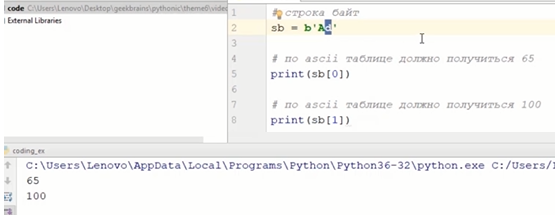 code C:\Users\Lenovo\Desktop\geekbrains\pythonic\theme6\video
External Libraries
1 # строка байт
2 sb = b'Ad'
3
4 # по ascii таблице должно получиться 65
5 print(sb[0])
6
7 # по ascii таблице должно получиться 100
8 print(sb[1])
coding_ex
C:\Users\Lenovo\AppData\Local\Programs\Python\Python36-32\python.exe C:/Users/
65
100